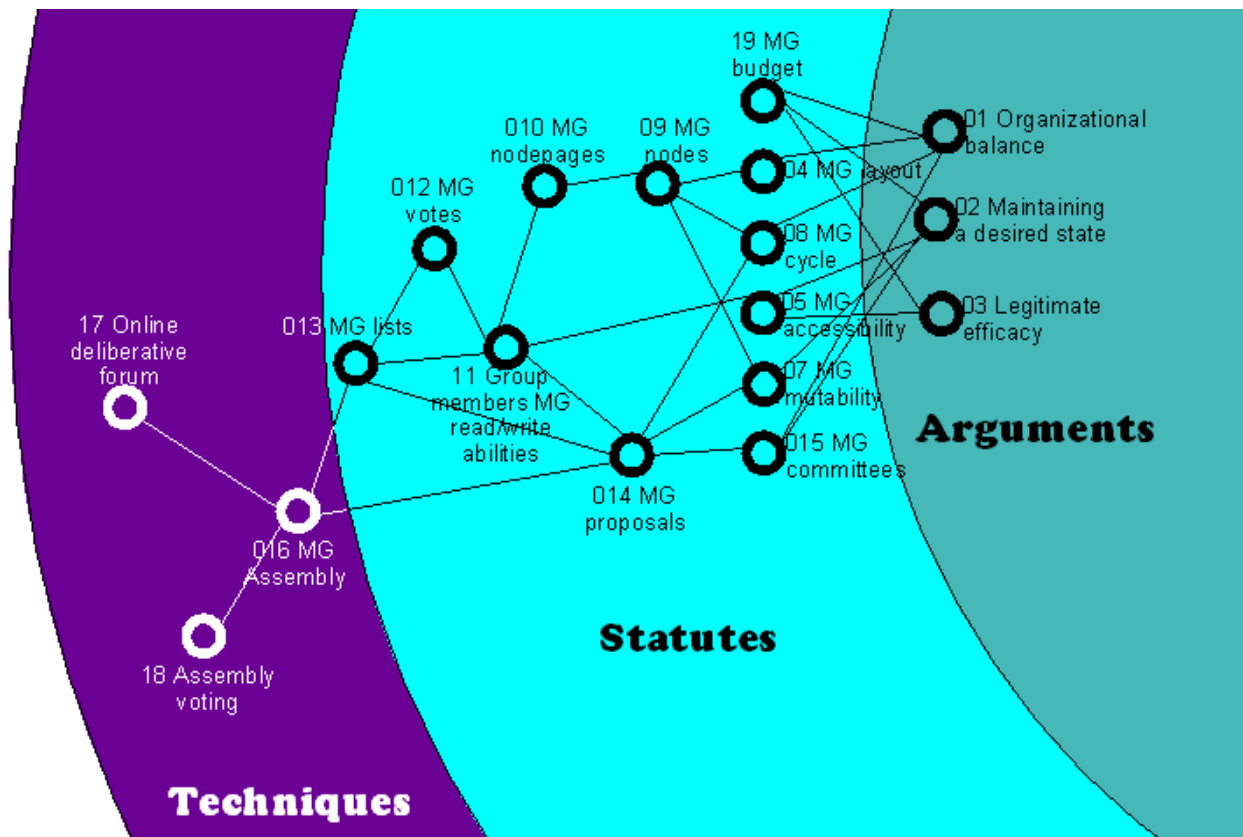 19 MG
budget
01 Organizational
balance
010 MG
nodepages
09 MG
nodes
04 MG layout
012 MG
votes
02 Maintaining
a desired state
08 MG
cycle
05 MG
accessibility
03 Legitimate
efficacy
17 Online
deliberative
forum
013 MG lists
11 Group
members MG
read/write
abilities
07 MG
mutability
Arguments
015 MG
committees
014 MG
proposals
016 MG
Assembly
Statutes
18 Assembly
voting
Techniques